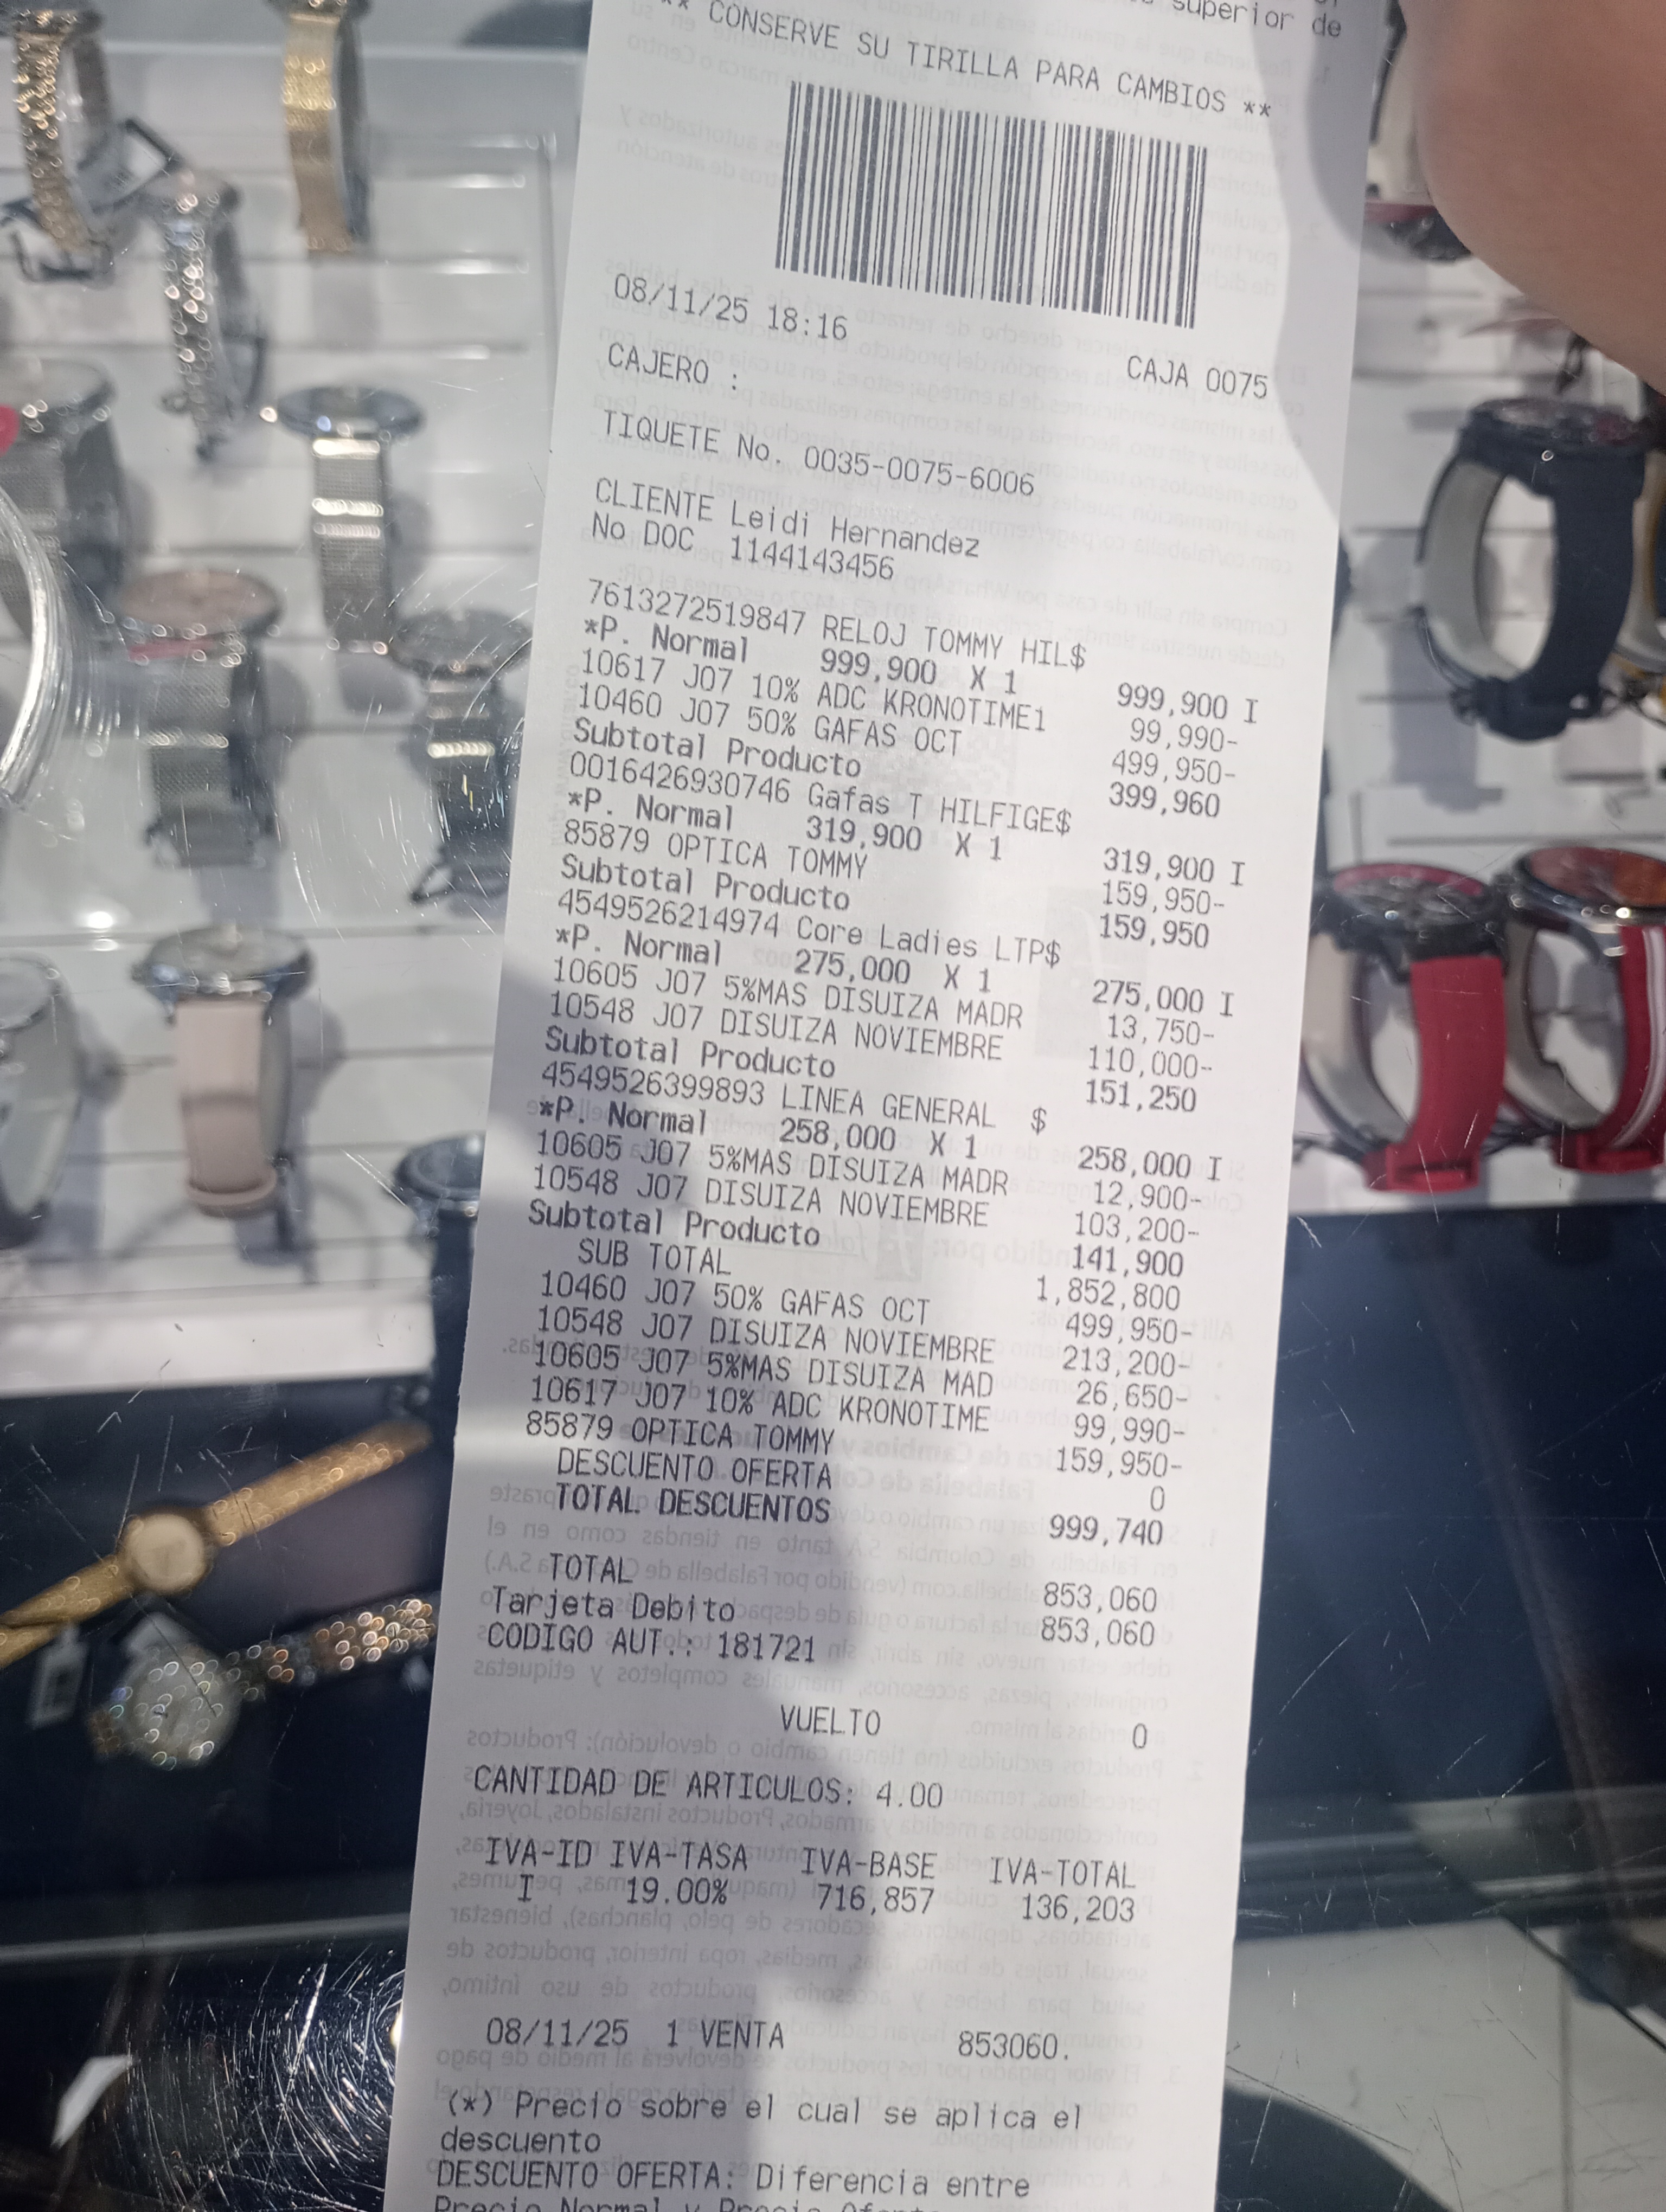 superior de
** CONSERVE SU TIRILLA PARA CAMBIOS **
08/11/25 18:16
CAJERO : CAJA 0075
TIQUETE No. 0035-0075-6006
CLIENTE Leidi Hernandez
No DOC 1144143456
7613272519847 RELOJ TOMMY HIL$
*P. Normal 999,900 X 1 999,900 I
10617 J07 10% ADC KRONOTIME1 99,990-
10460 J07 50% GAFAS OCT 499,950-
Subtotal Producto 399,960
0016426930746 Gafas T HILFIGE$
*P. Normal 319,900 X 1 319,900 I
85879 OPTICA TOMMY 159,950-
Subtotal Producto 159,950
4549526214974 Core Ladies LTP$
*P. Normal 275,000 X 1 275,000 I
10605 J07 5%MAS DISUIZA MADR 13,750-
10548 J07 DISUIZA NOVIEMBRE 110,000-
Subtotal Producto 151,250
4549526399893 LINEA GENERAL $
*P. Normal 258,000 X 1 258,000 I
10605 J07 5%MAS DISUIZA MADR 12,900-
10548 J07 DISUIZA NOVIEMBRE 103,200-
Subtotal Producto 141,900
SUB TOTAL 1,852,800
10460 J07 50% GAFAS OCT 499,950-
10548 J07 DISUIZA NOVIEMBRE 213,200-
10605 J07 5%MAS DISUIZA MAD 26,650-
10617 J07 10% ADC KRONOTIME 99,990-
85879 OPTICA TOMMY 159,950-
DESCUENTO OFERTA 0
TOTAL DESCUENTOS 999,740
TOTAL 853,060
Tarjeta Debito 853,060
CODIGO AUT.: 181721
VUELTO 0
CANTIDAD DE ARTICULOS: 4.00
IVA-ID IVA-TASA IVA-BASE IVA-TOTAL
I 19.00% 716,857 136,203
08/11/25 1 VENTA 853060.
(*) Precio sobre el cual se aplica el
descuento
DESCUENTO OFERTA: Diferencia entre
Precio Normal y Precio Oferta